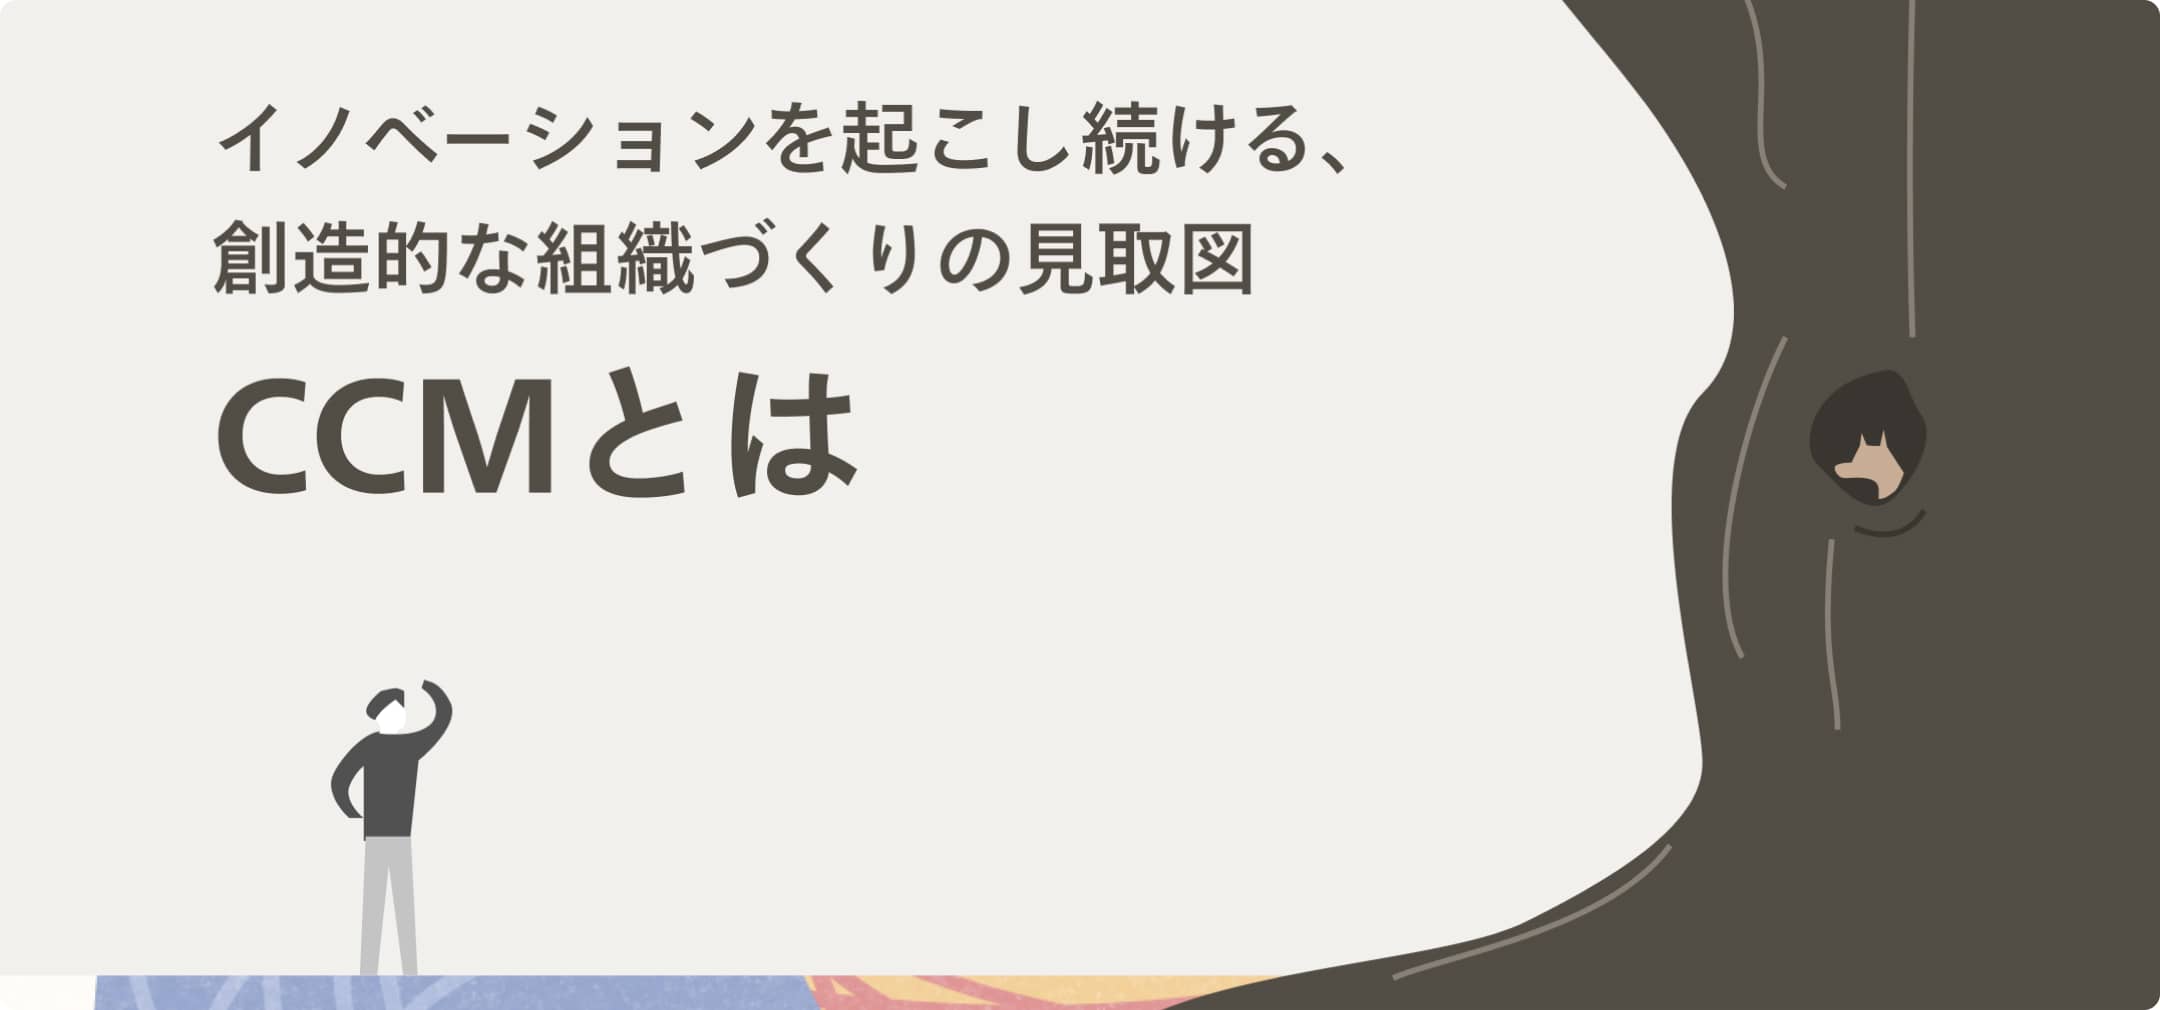 イノベーションを起こし続ける、
創造的な組織づくりの見取図
CCMとは